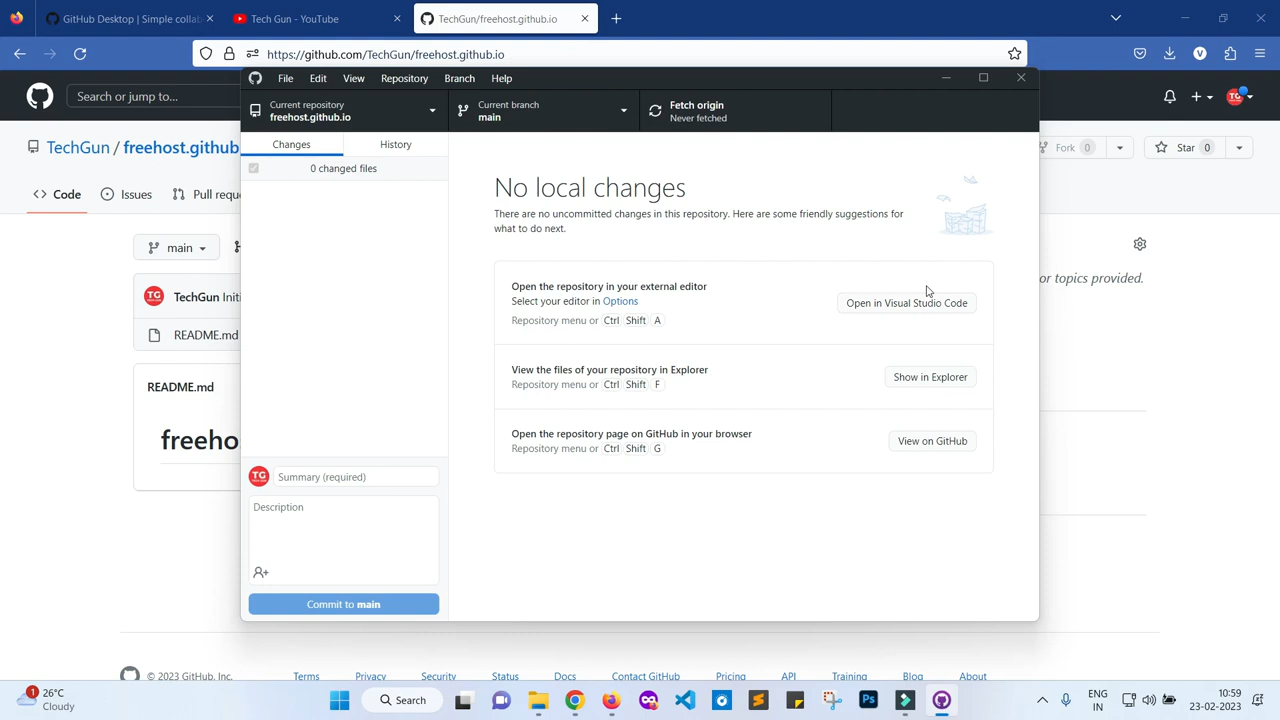 GitHub Desktop | Simple collab
Tech Gun - YouTube
TechGun/freehost.github.io
https://github.com/TechGun/freehost.github.io
File Edit View Repository Branch Help
Search or jump to...
TG
Current repository
freehost.github.io
Current branch
main
Fetch origin
Never fetched
TechGun / freehost.github
Fork 0
Star 0
Changes
History
0 changed files
Code
Issues
Pull reque
No local changes
There are no uncommitted changes in this repository. Here are some friendly suggestions for
what to do next.
main
or topics provided.
TG TechGun Initi
README.md
Open the repository in your external editor
Select your editor in Options
Repository menu or Ctrl Shift A
Open in Visual Studio Code
View the files of your repository in Explorer
Repository menu or Ctrl Shift F
Show in Explorer
README.md
freeho
Open the repository page on GitHub in your browser
Repository menu or Ctrl Shift G
View on GitHub
TG Summary (required)
Description
Commit to main
© 2023 GitHub, Inc.
Terms
Privacy
Security
Status
Docs
Contact GitHub
Pricing
API
Training
Blog
About
1
26°C
Cloudy
Search
Ps
ENG
IN
10:59
23-02-2023